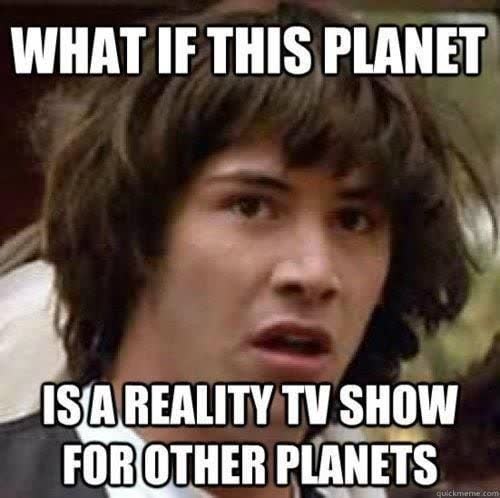 WHAT IF THIS PLANET
IS A REALITY TV SHOW
FOR OTHER PLANETS
quickmeme.com